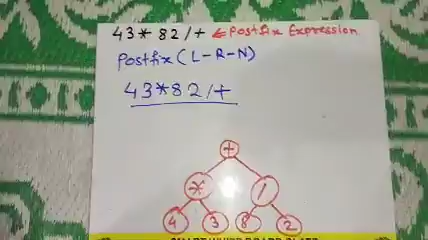 43* 82/+ ← Postfix Expression
Postfix (L-R-N)
43*82/+
+
* /
4 3 8 2